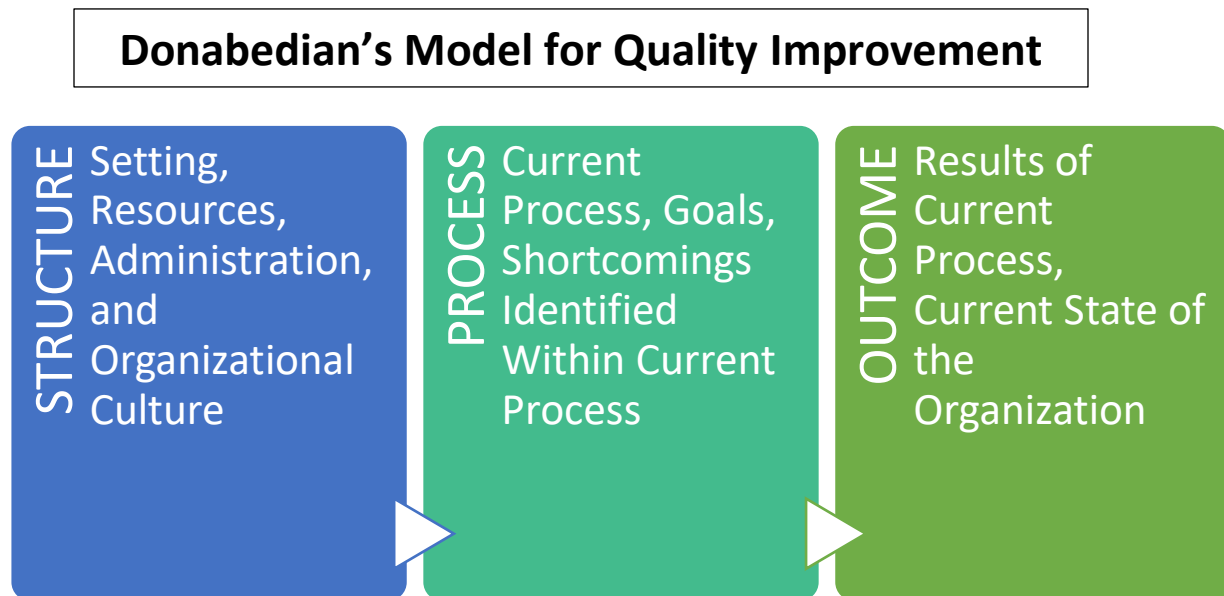 Donabedian’s Model for Quality Improvement
STRUCTURE
Setting,
Resources,
Administration,
and
Organizational
Culture
PROCESS
Current
Process, Goals,
Shortcomings
Identified
Within Current
Process
OUTCOME
Results of
Current
Process,
Current State of
the
Organization